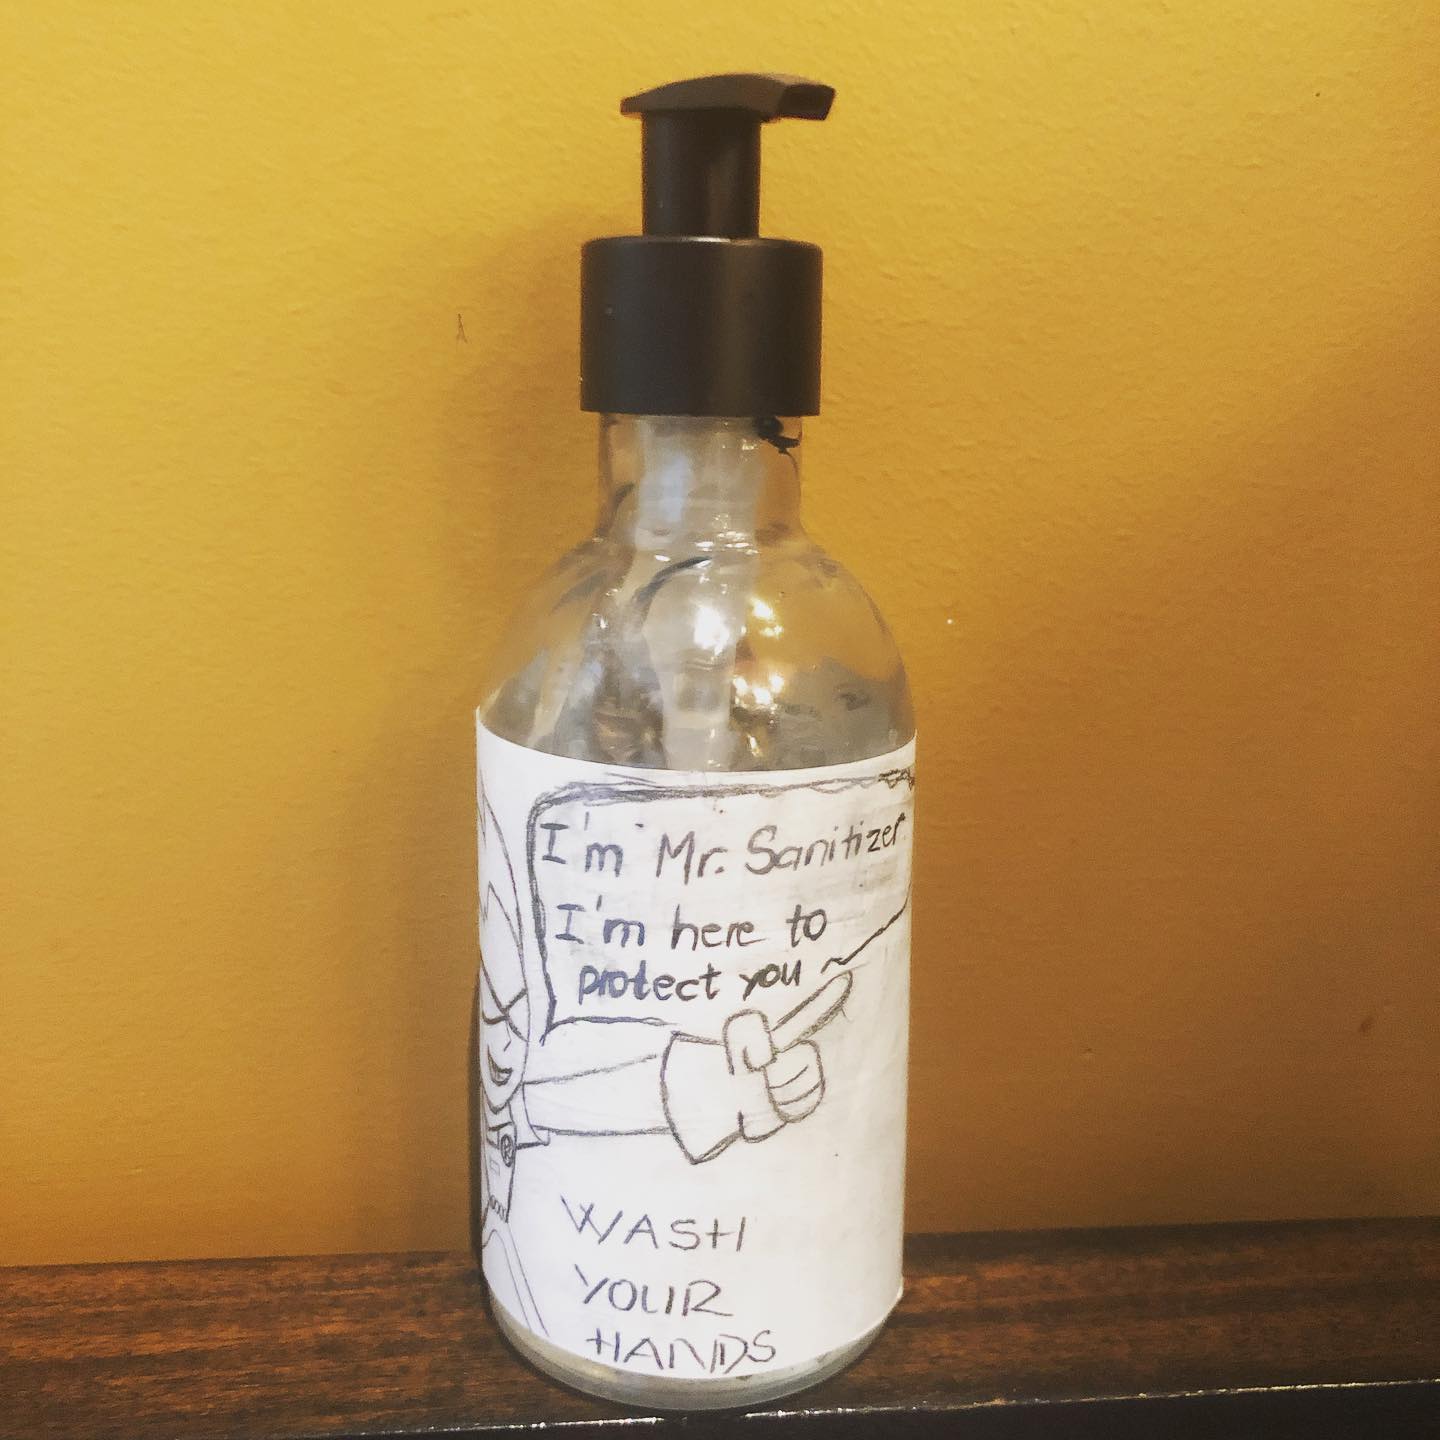 I'm Mr. Sanitizer
I'm here to
protect you ~
WASH
YOUR
HANDS